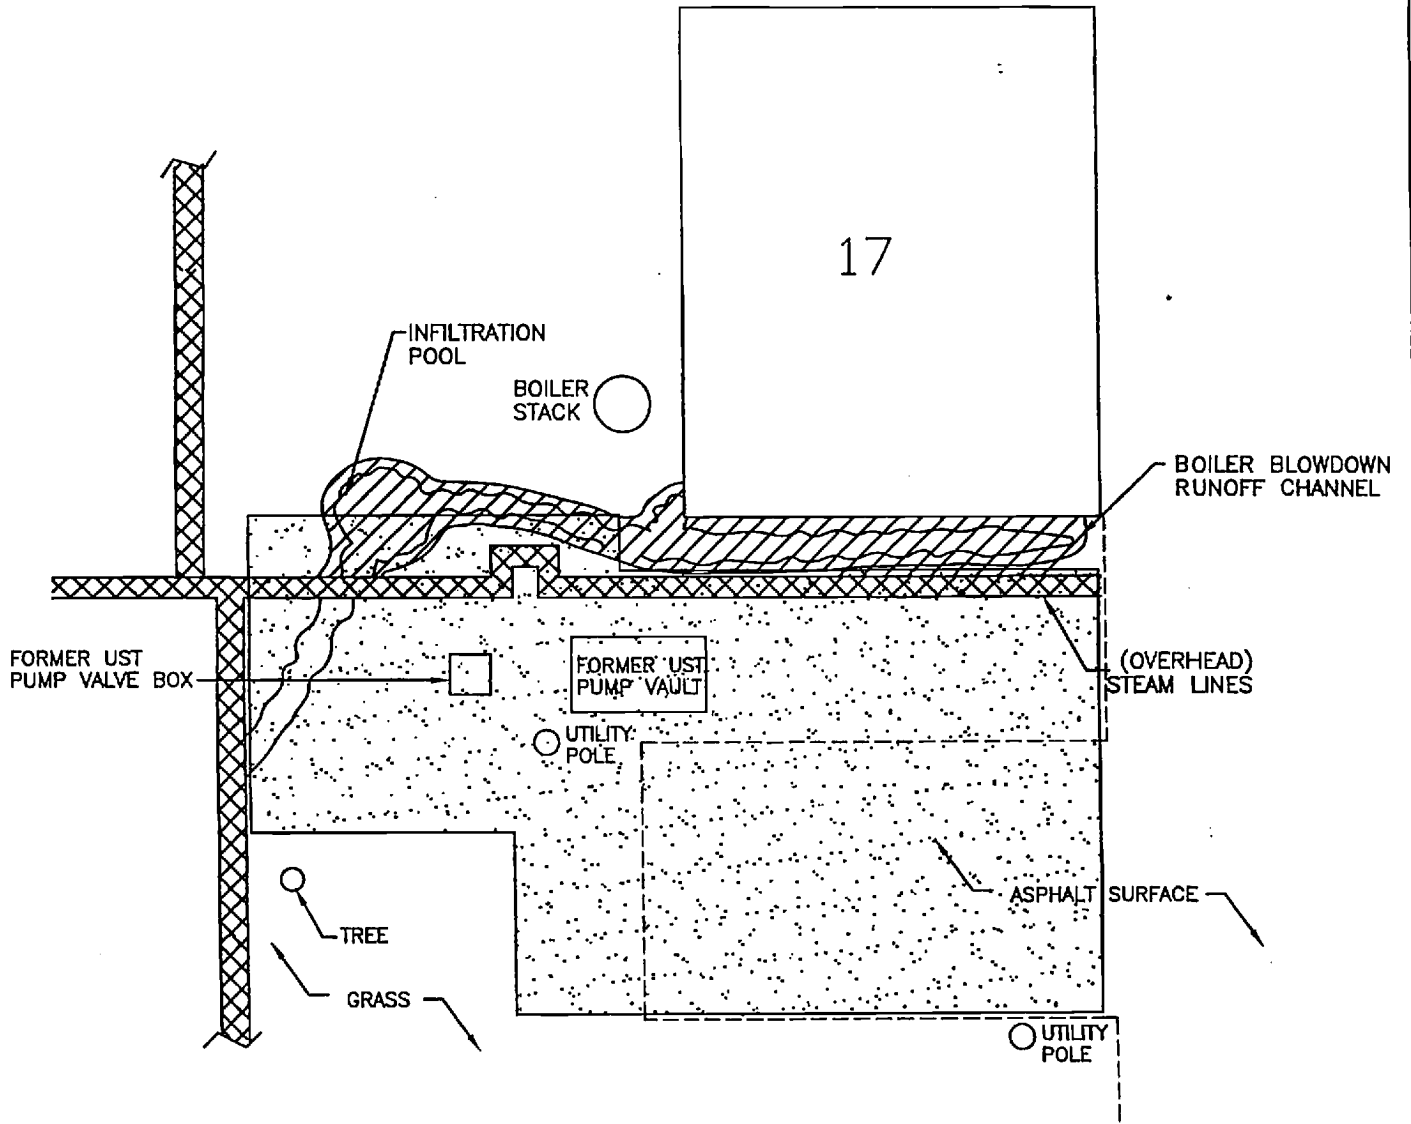 17
INFILTRATION
POOL
BOILER
STACK
BOILER BLOWDOWN
RUNOFF CHANNEL
FORMER UST
PUMP VALVE BOX
FORMER UST
PUMP VAULT
(OVERHEAD)
STEAM LINES
UTILITY
POLE
ASPHALT SURFACE
TREE
GRASS
UTILITY
POLE